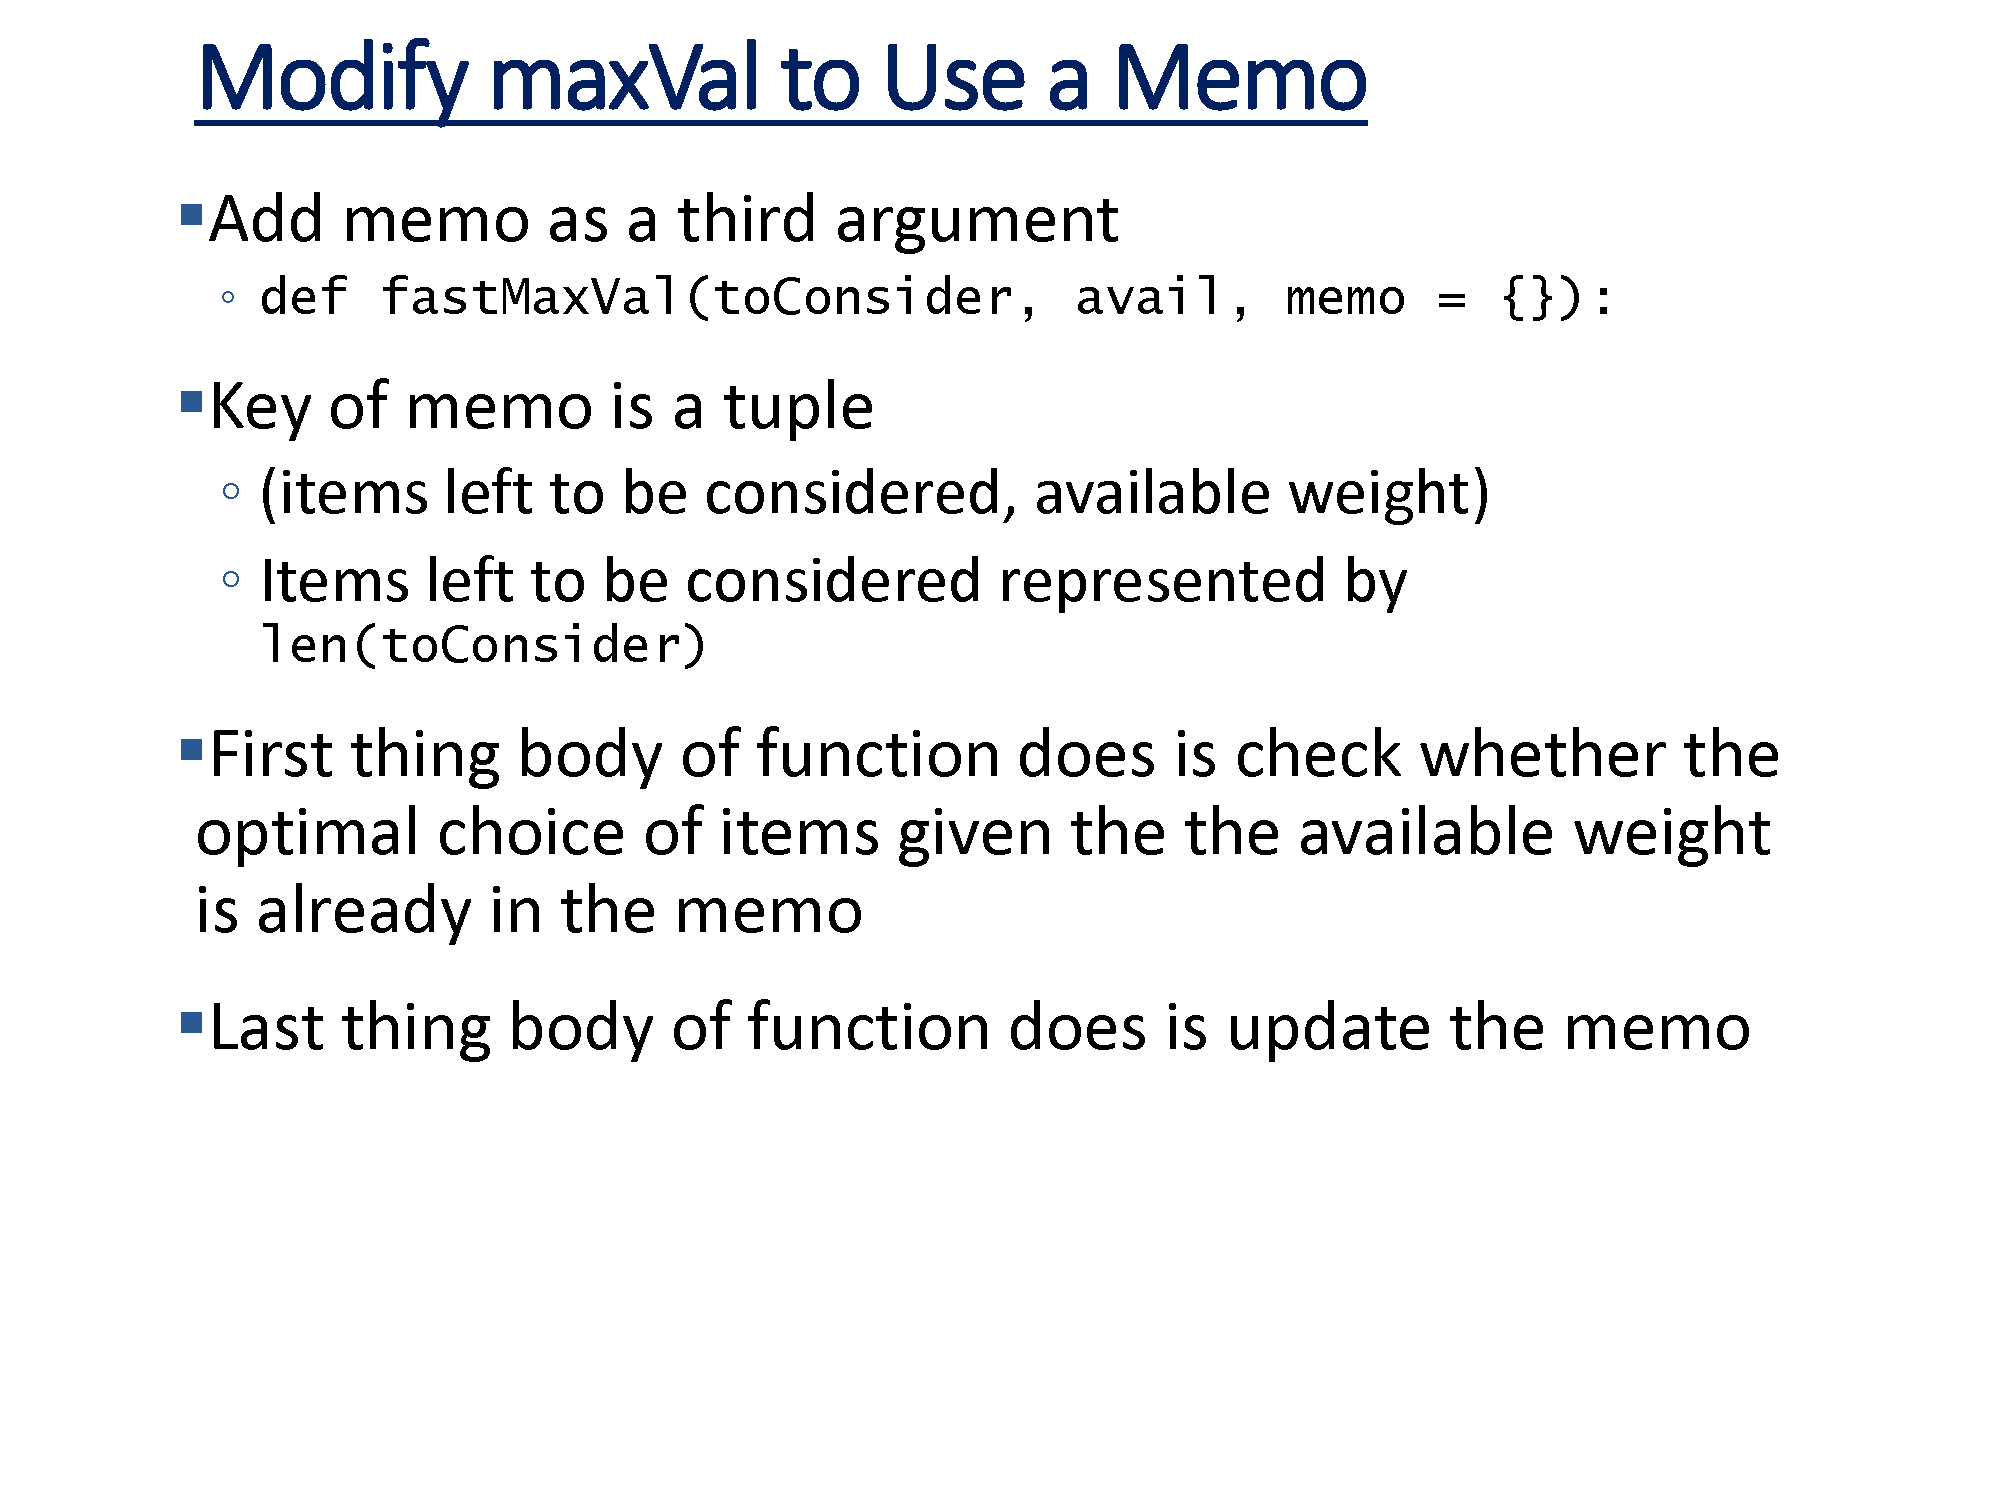 Modify maxVal to Use a Memo
▪Add memo as a third argument
◦ def fastMaxVal(toConsider, avail, memo = {}):
▪Key of memo is a tuple
◦ (items left to be considered, available weight)
◦ Items left to be considered represented by
len(toConsider)
▪First thing body of function does is check whether the
optimal choice of items given the the available weight
is already in the memo
▪Last thing body of function does is update the memo